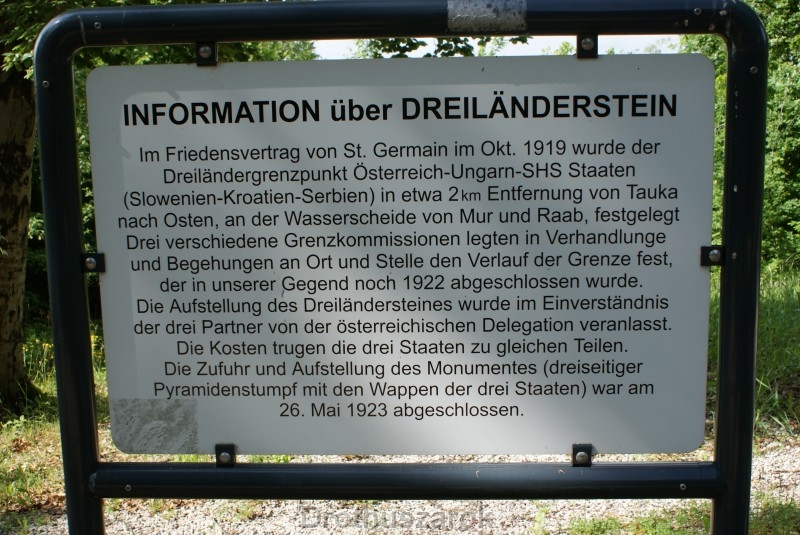 INFORMATION über DREILÄNDERSTEIN
Im Friedensvertrag von St. Germain im Okt. 1919 wurde der
Dreiländergrenzpunkt Österreich-Ungarn-SHS Staaten
(Slowenien-Kroatien-Serbien) in etwa 2 km Entfernung von Tauka
nach Osten, an der Wasserscheide von Mur und Raab, festgelegt
Drei verschiedene Grenzkommissionen legten in Verhandlunge
und Begehungen an Ort und Stelle den Verlauf der Grenze fest,
der in unserer Gegend noch 1922 abgeschlossen wurde.
Die Aufstellung des Dreiländersteines wurde im Einverständnis
der drei Partner von der österreichischen Delegation veranlasst.
Die Kosten trugen die drei Staaten zu gleichen Teilen.
Die Zufuhr und Aufstellung des Monumentes (dreiseitiger
Pyramidenstumpf mit den Wappen der drei Staaten) war am
26. Mai 1923 abgeschlossen.